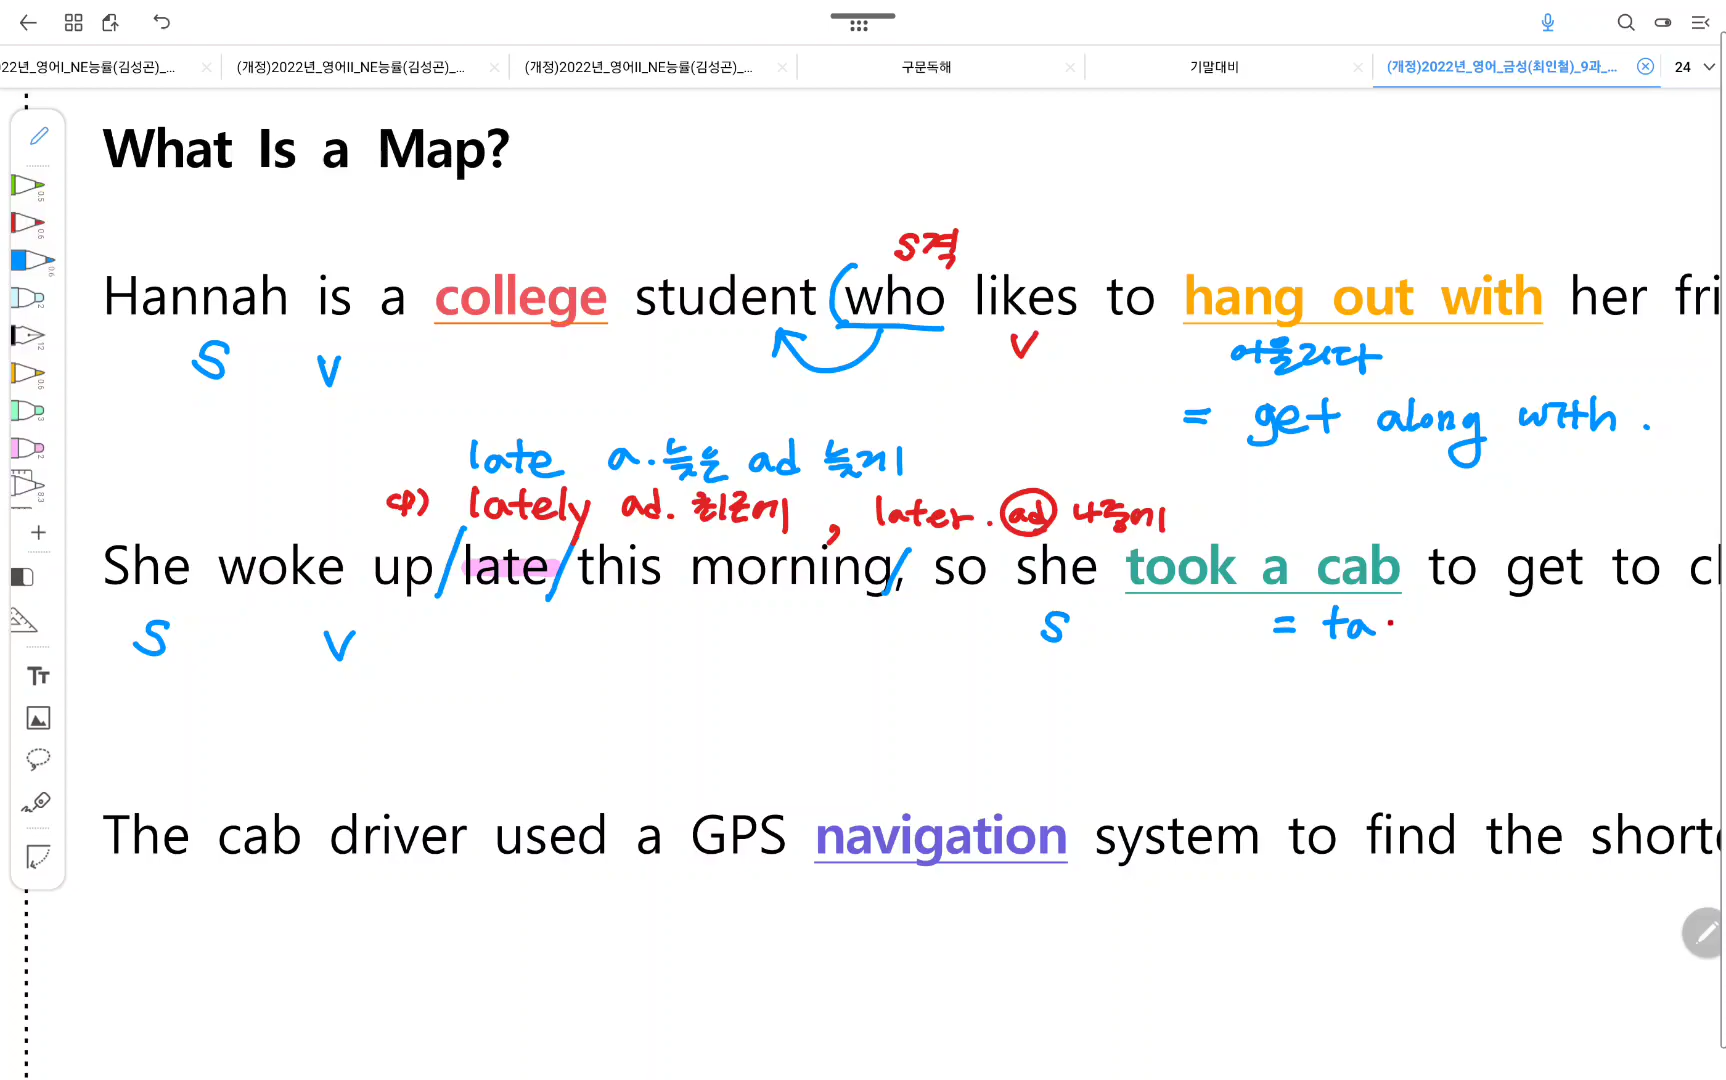 22년_영어I_NE능률(김성곤)_... (개정)2022년_영어II_NE능률(김성곤)_... (개정)2022년_영어II_NE능률(김성곤)_... 구문독해 기말대비 (개정)2022년_영어_금성(최인철)_9과_... 24
What Is a Map?
S격
Hannah is a college student (who likes to hang out with her fri
S V V 어울리다
= get along with.
late a. 늦은 ad 늦게
lately ad. 최근에, later. ad 나중에
She woke up/late/this morning/, so she took a cab to get to cl
S V S = ta
The cab driver used a GPS navigation system to find the shorte
Tт